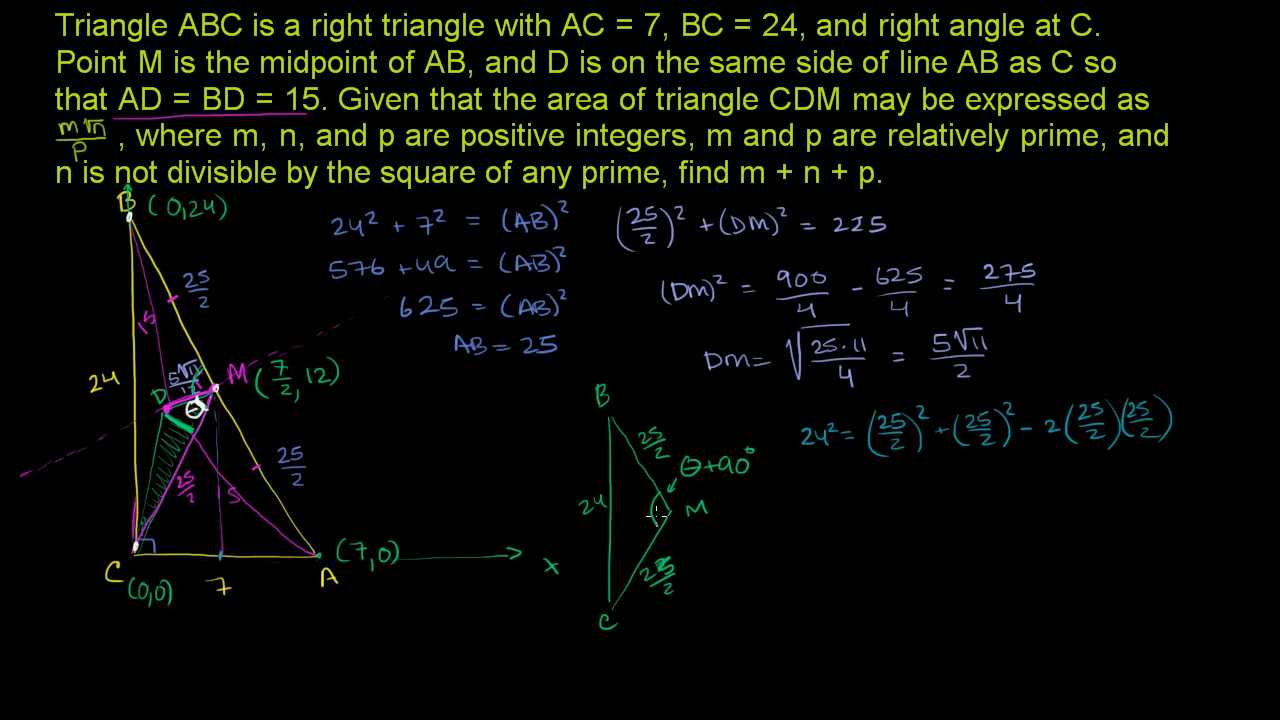 Triangle ABC is a right triangle with AC = 7, BC = 24, and right angle at C.
Point M is the midpoint of AB, and D is on the same side of line AB as C so
that AD = BD = 15. Given that the area of triangle CDM may be expressed as
m√n/p , where m, n, and p are positive integers, m and p are relatively prime, and
n is not divisible by the square of any prime, find m + n + p.
B (0,24)
25/2
15
24
5√11
M (7/2, 12)
D
θ
25/2
25/2
5
C
(0,0)
7
A
(7,0)
x
24² + 7² = (AB)²
576 + 49 = (AB)²
625 = (AB)²
AB = 25
(25/2)² + (DM)² = 225
(DM)² = 900/4 - 625/4 = 275/4
DM = √(25·11/4) = 5√11/2
B
25/2
θ+90°
24
M
25/2
C
24² = (25/2)² + (25/2)² - 2(25/2)(25/2)